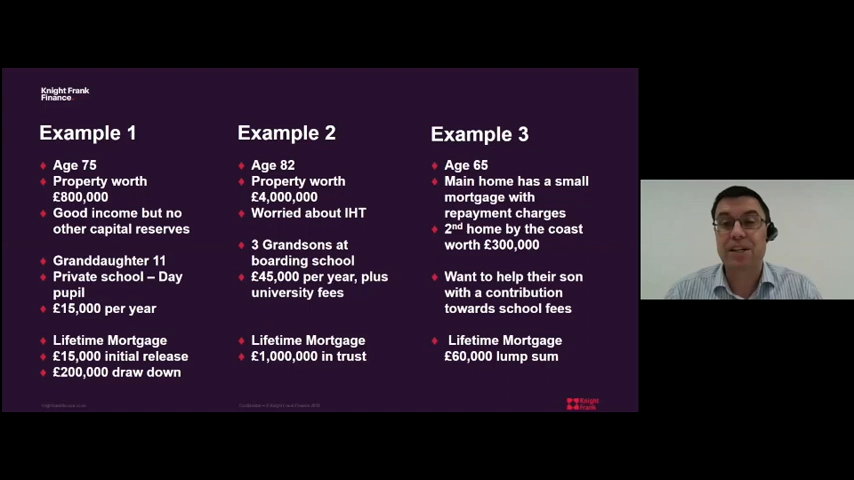 Knight Frank
Finance
Example 1
Age 75
Property worth
£800,000
Good income but no
other capital reserves
Granddaughter 11
Private school – Day
pupil
£15,000 per year
Lifetime Mortgage
£15,000 initial release
£200,000 draw down
Example 2
Age 82
Property worth
£4,000,000
Worried about IHT
3 Grandsons at
boarding school
£45,000 per year, plus
university fees
Lifetime Mortgage
£1,000,000 in trust
Example 3
Age 65
Main home has a small
mortgage with
repayment charges
2nd home by the coast
worth £300,000
Want to help their son
with a contribution
towards school fees
Lifetime Mortgage
£60,000 lump sum
Knight
Frank